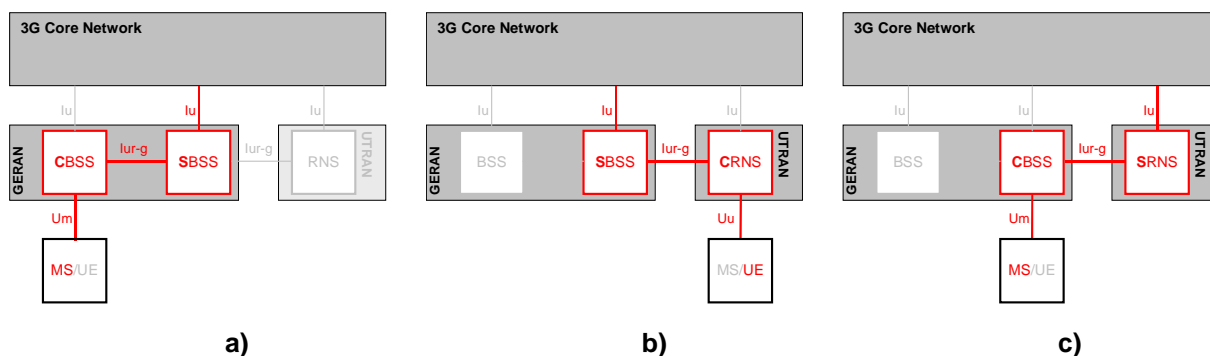 3G Core Network
Iu
Iu
Iu
GERAN
CBSS
Iur-g
SBSS
Iur-g
RNS
UTRAN
Um
MS/UE
a)
3G Core Network
Iu
Iu
Iu
GERAN
BSS
SBSS
Iur-g
CRNS
UTRAN
Uu
MS/UE
b)
3G Core Network
Iu
Iu
Iu
GERAN
BSS
CBSS
Iur-g
SRNS
UTRAN
Um
MS/UE
c)